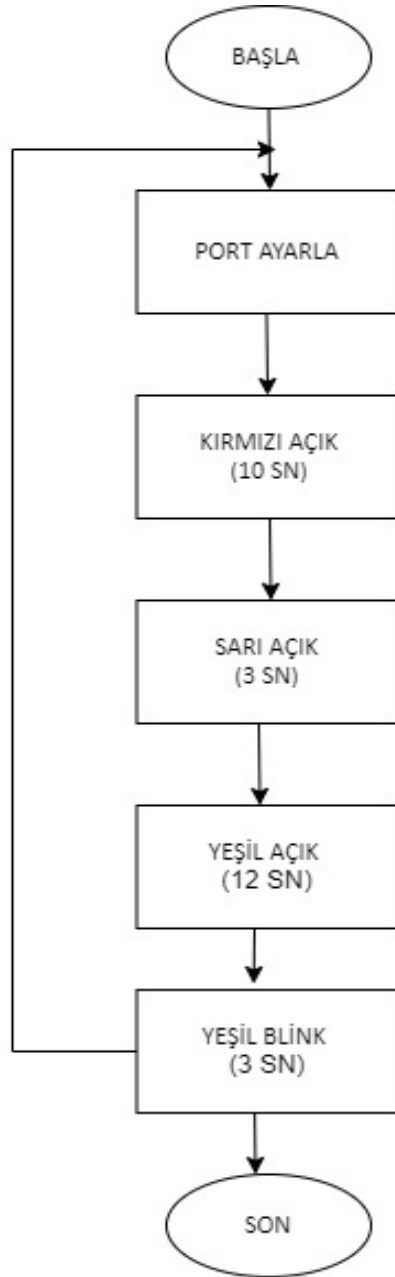 BAŞLA
PORT AYARLA
KIRMIZI AÇIK
(10 SN)
SARI AÇIK
(3 SN)
YEŞİL AÇIK
(12 SN)
YEŞİL BLİNK
(3 SN)
SON